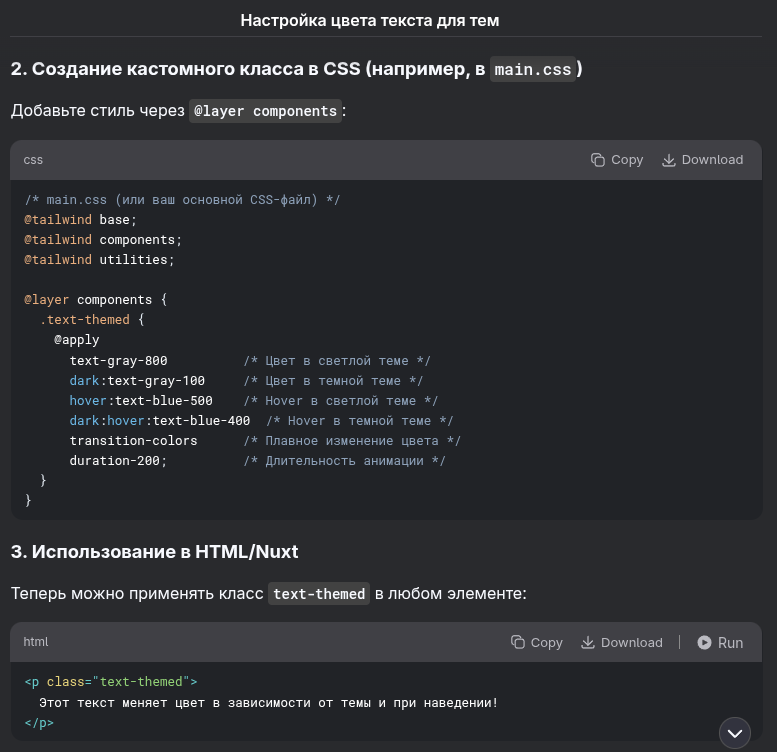 Настройка цвета текста для тем
2. Создание кастомного класса в CSS (например, в main.css)
Добавьте стиль через @layer components:
css Copy Download
/* main.css (или ваш основной CSS-файл) */
@tailwind base;
@tailwind components;
@tailwind utilities;
@layer components {
  .text-themed {
    @apply
      text-gray-800          /* Цвет в светлой теме */
      dark:text-gray-100     /* Цвет в темной теме */
      hover:text-blue-500    /* Hover в светлой теме */
      dark:hover:text-blue-400  /* Hover в темной теме */
      transition-colors      /* Плавное изменение цвета */
      duration-200;          /* Длительность анимации */
  }
}
3. Использование в HTML/Nuxt
Теперь можно применять класс text-themed в любом элементе:
html Copy Download Run
<p class="text-themed">
  Этот текст меняет цвет в зависимости от темы и при наведении!
</p>